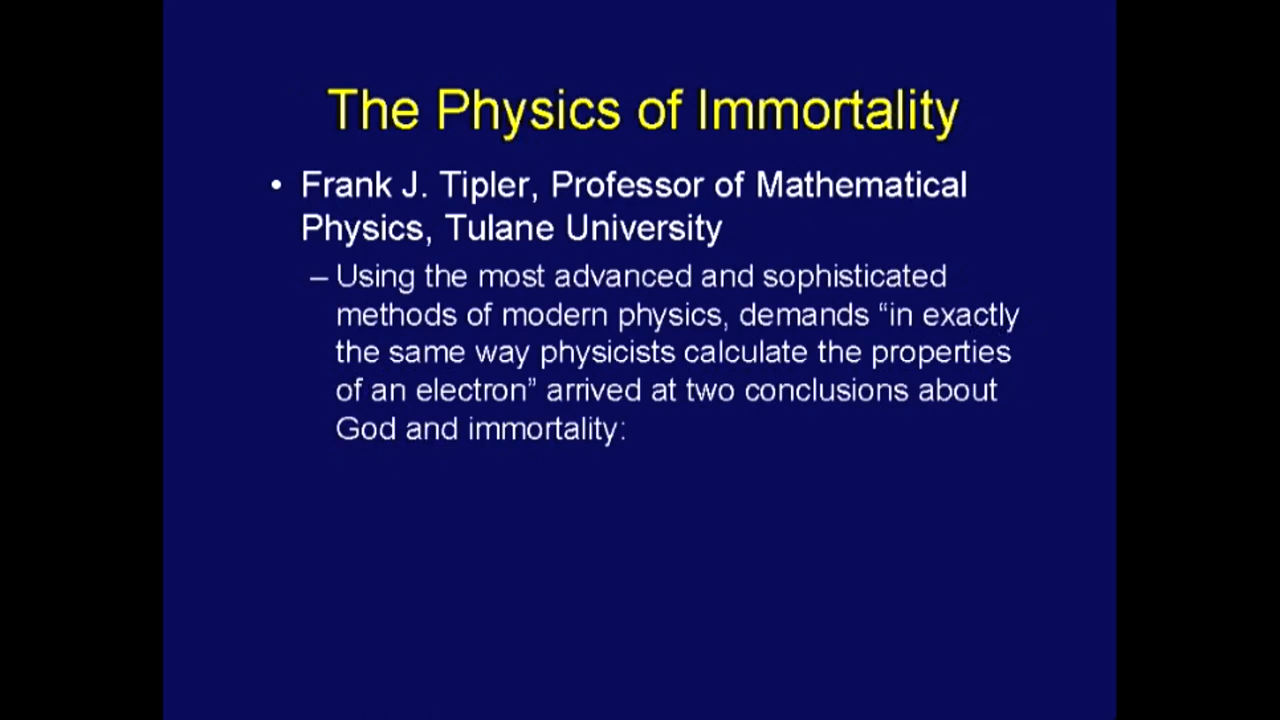 The Physics of Immortality
• Frank J. Tipler, Professor of Mathematical
Physics, Tulane University
– Using the most advanced and sophisticated
methods of modern physics, demands “in exactly
the same way physicists calculate the properties
of an electron” arrived at two conclusions about
God and immortality: